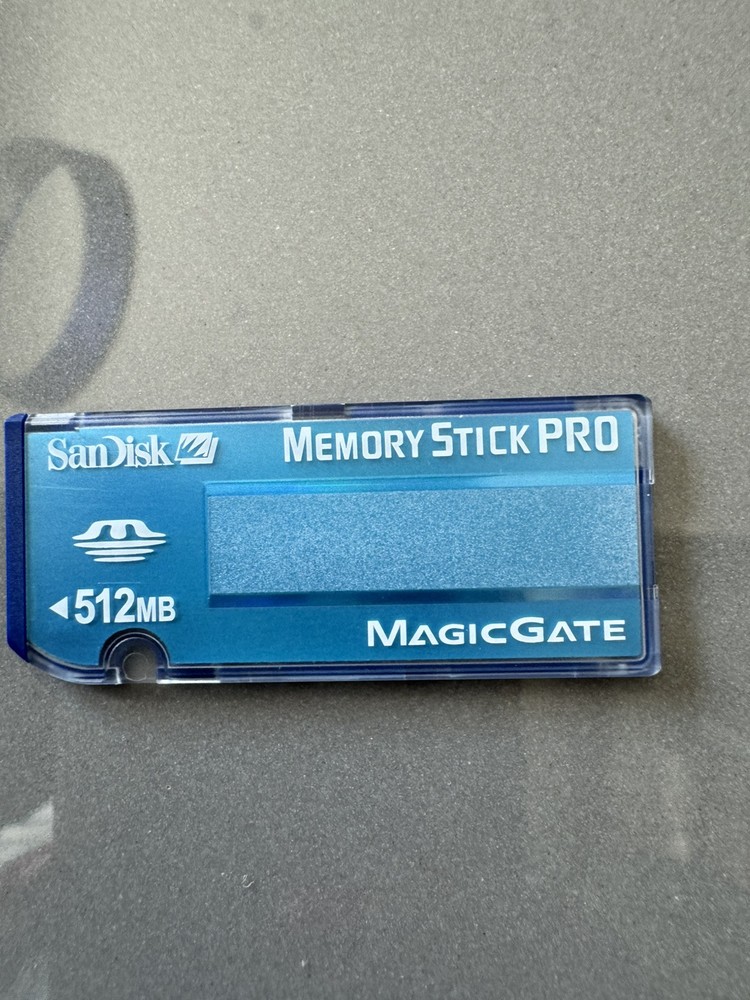 SanDisk
MEMORY STICK PRO
512MB
MAGICGATE